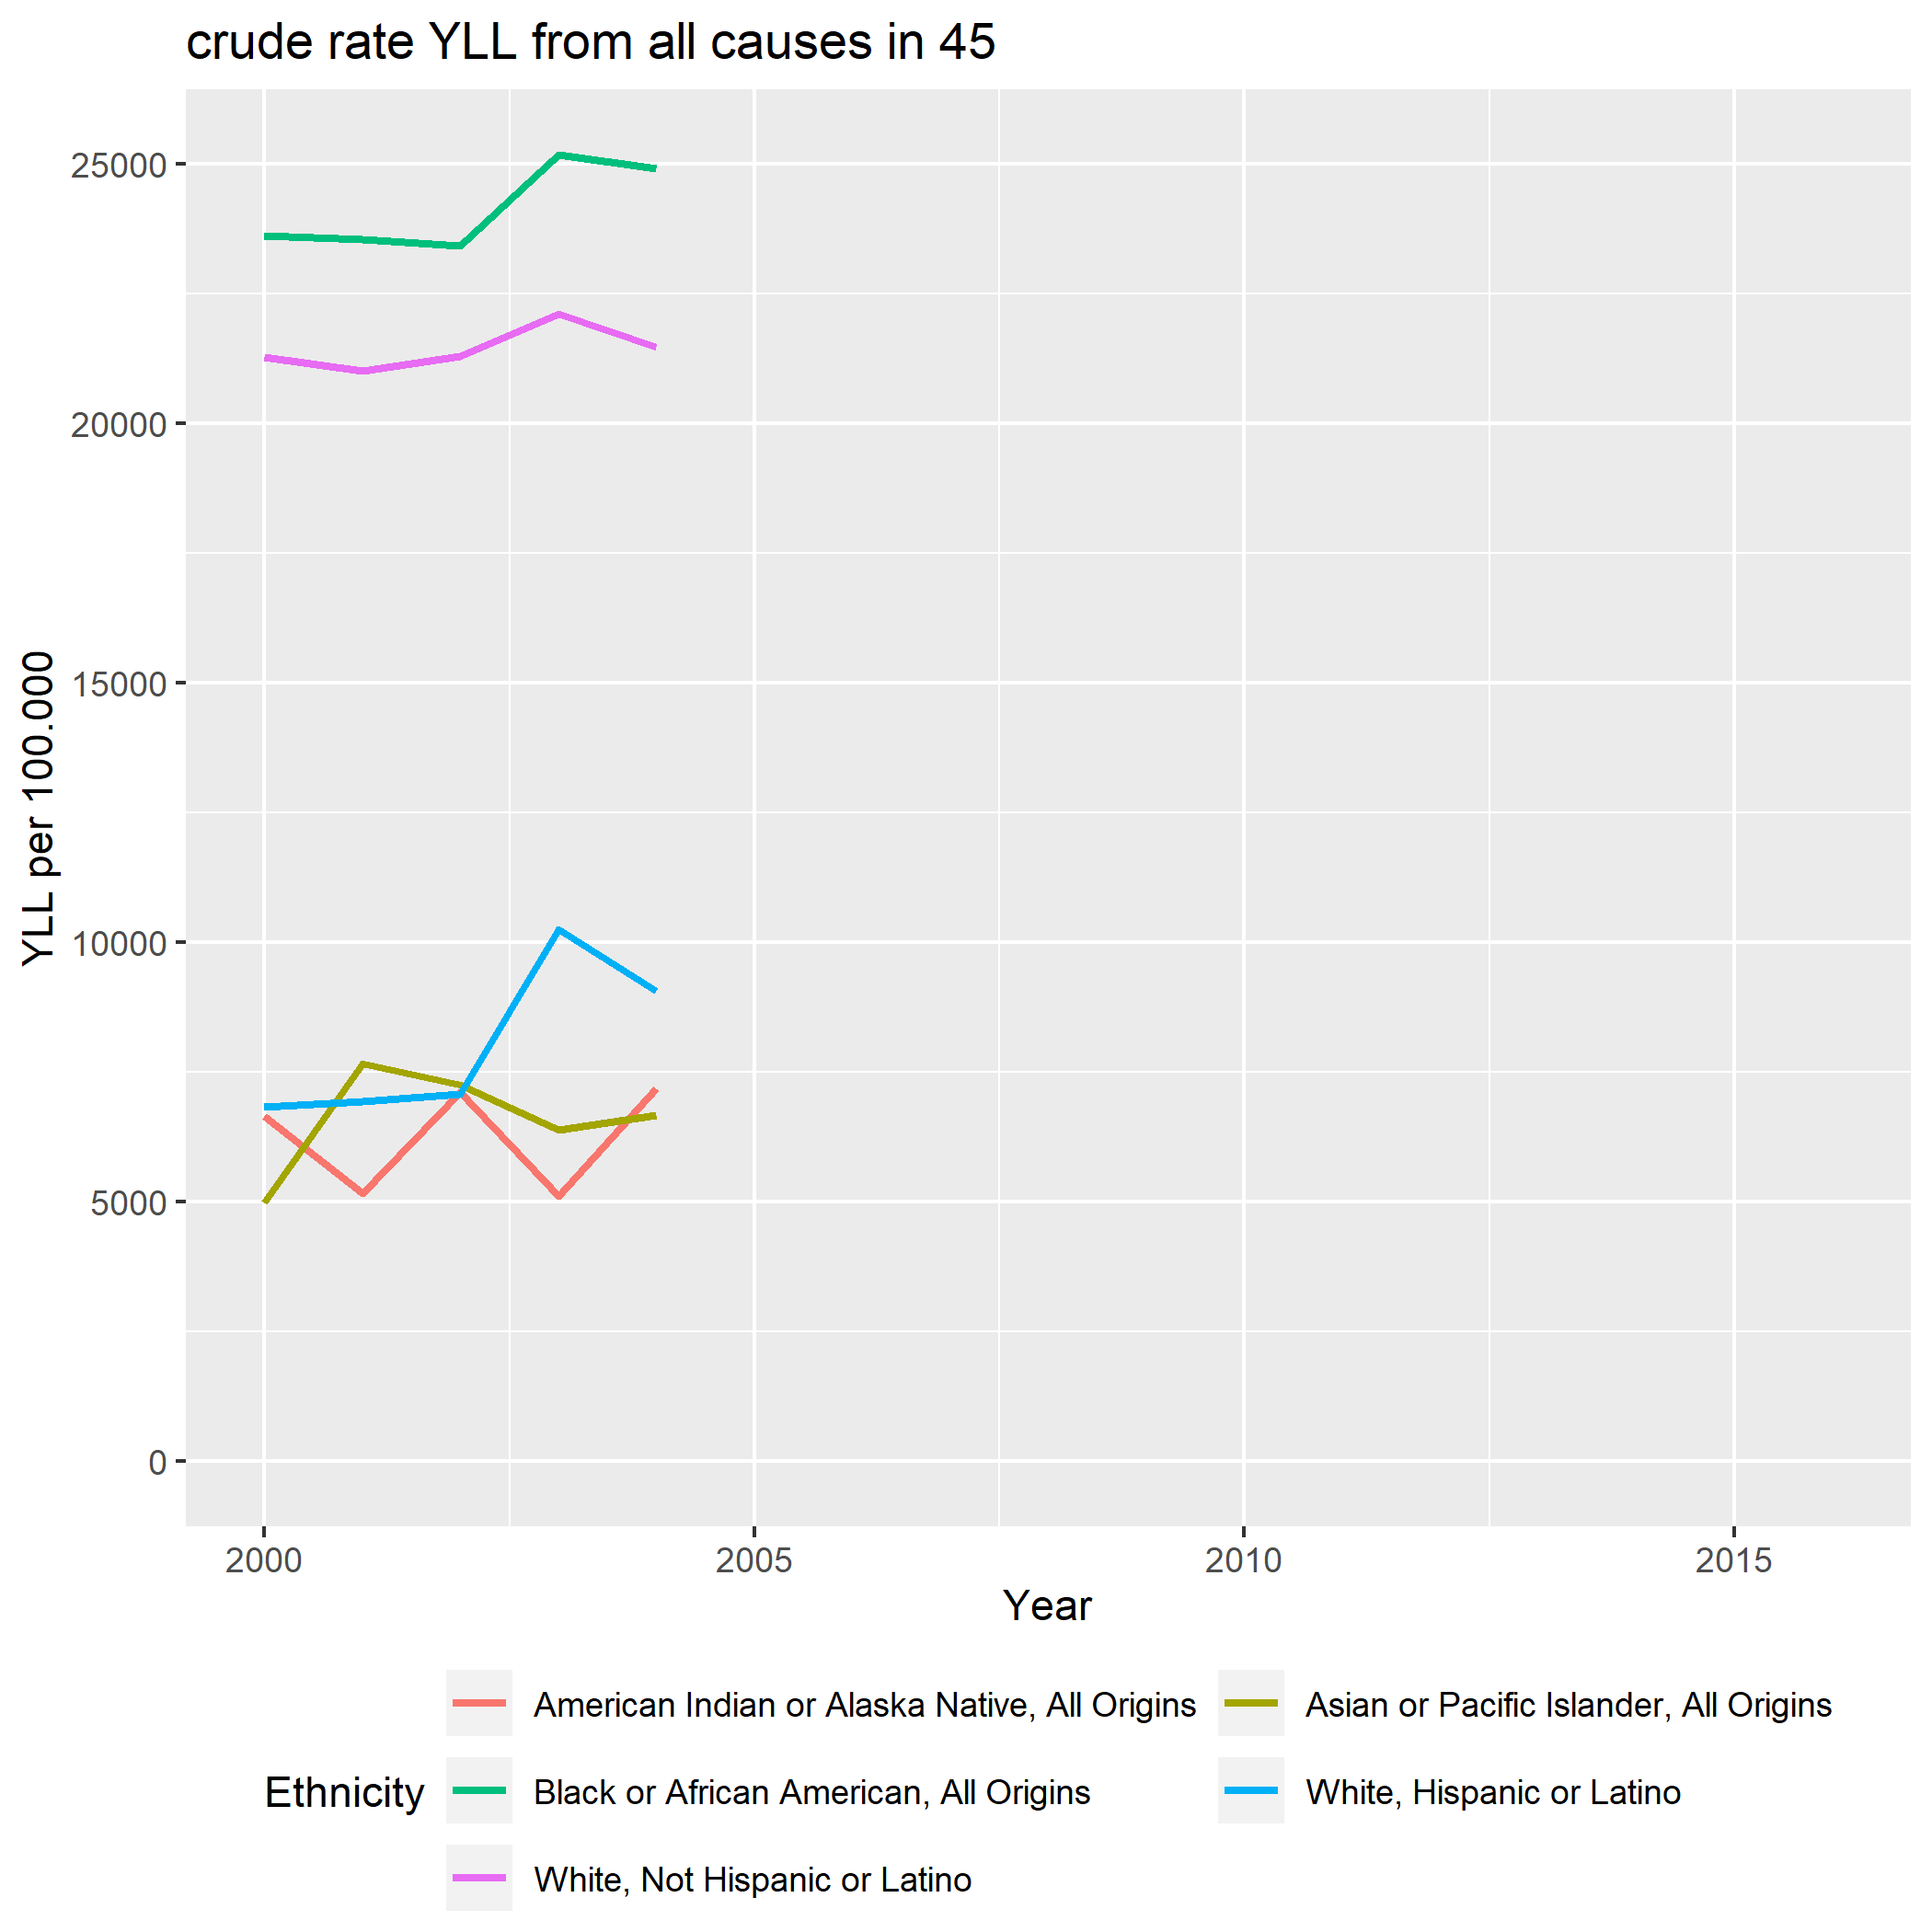 crude rate YLL from all causes in 45
25000
20000
15000
10000
5000
0
YLL per 100.000
2000 2005 2010 2015
Year
Ethnicity
American Indian or Alaska Native, All Origins
Asian or Pacific Islander, All Origins
Black or African American, All Origins
White, Hispanic or Latino
White, Not Hispanic or Latino